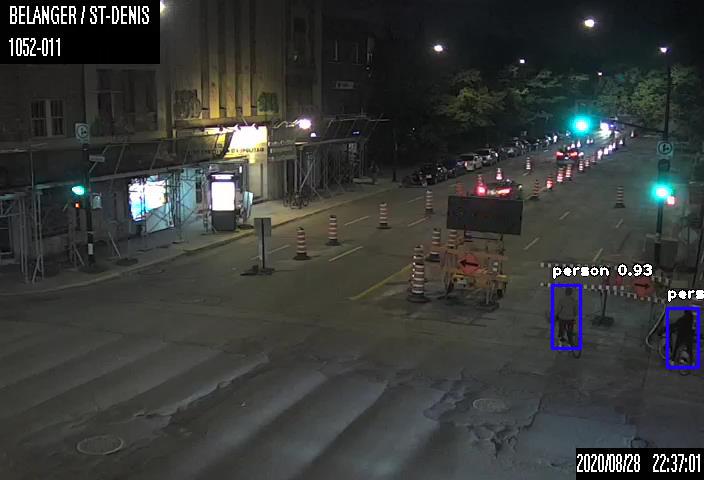 BELANGER / ST-DENIS
1052-011
person 0.93
pers
2020/08/28 22:37:01